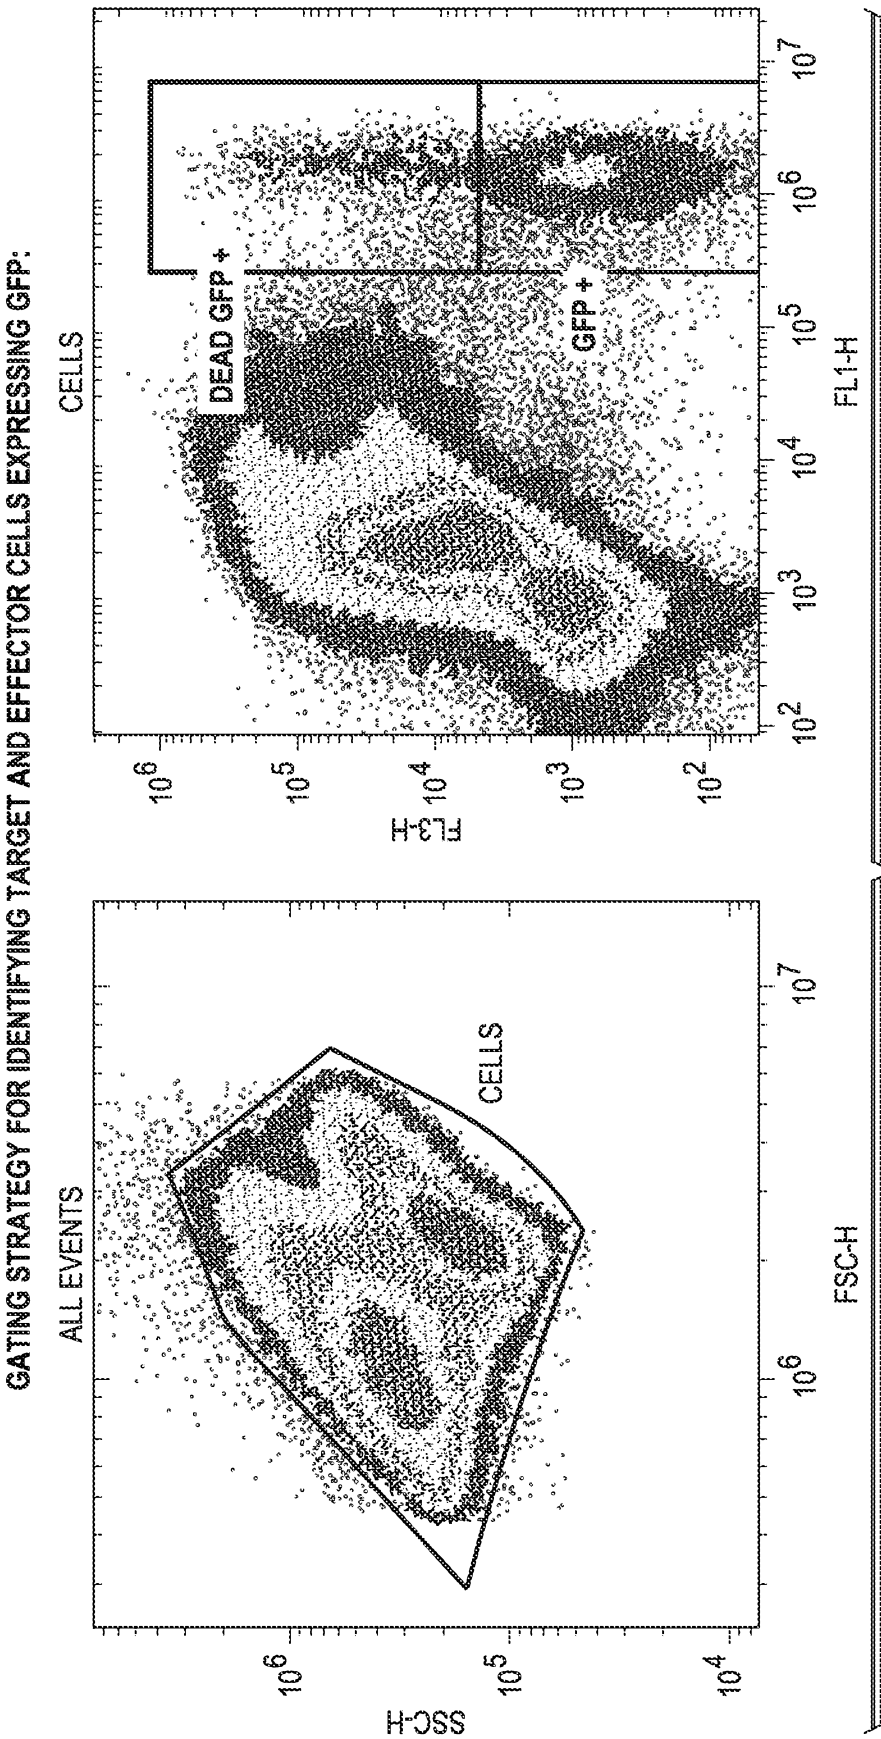 GATING STRATEGY FOR IDENTIFYING TARGET AND EFFECTOR CELLS EXPRESSING GFP:
ALL EVENTS
SSC-H
10^6
10^5
10^4
CELLS
10^6
10^7
FSC-H
CELLS
FL3-H
10^6
10^5
10^4
10^3
10^2
DEAD GFP +
GFP +
10^2
10^3
10^4
10^5
10^6
10^7
FL1-H